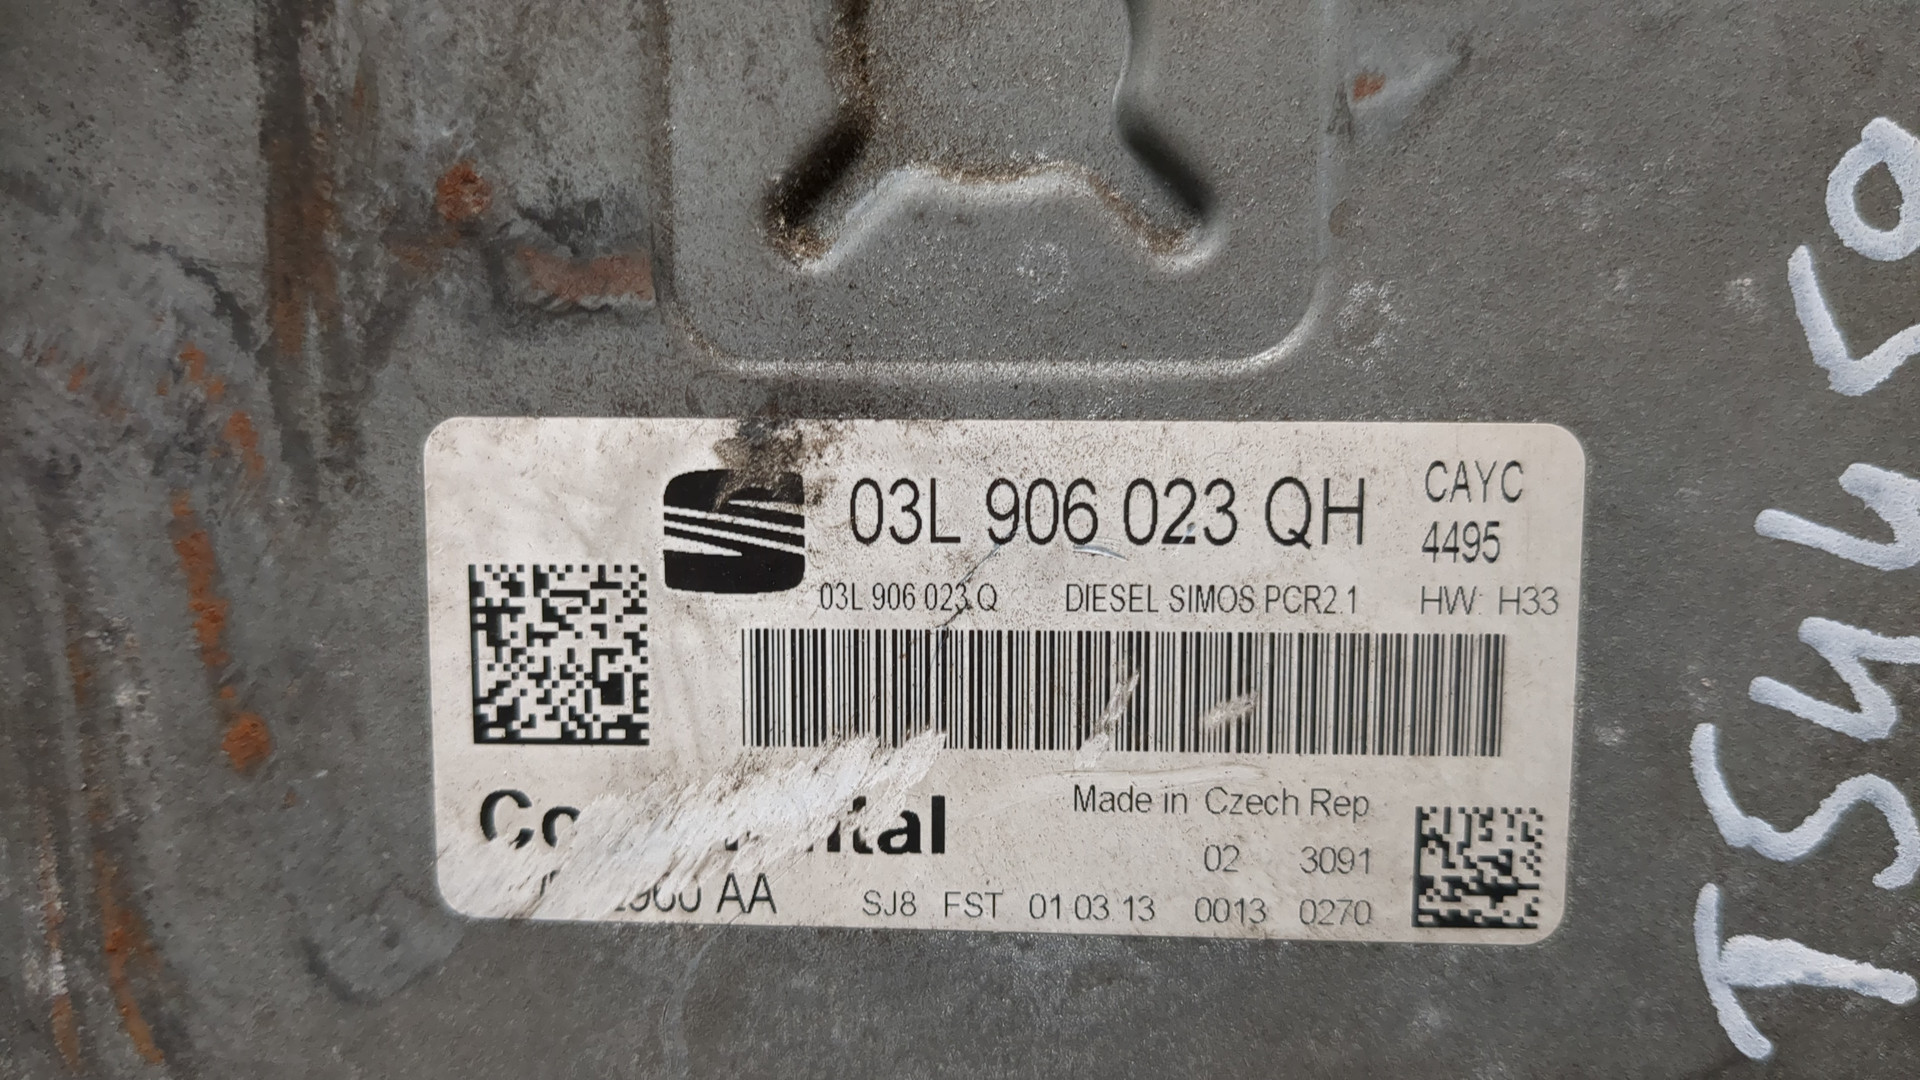 03L 906 023 QH
CAYC
4495
03L 906 023 Q DIESEL SIMOS PCR2.1 HW: H33
Made in Czech Rep
02 3091
AA SJ8 FST 01 03 13 0013 0270